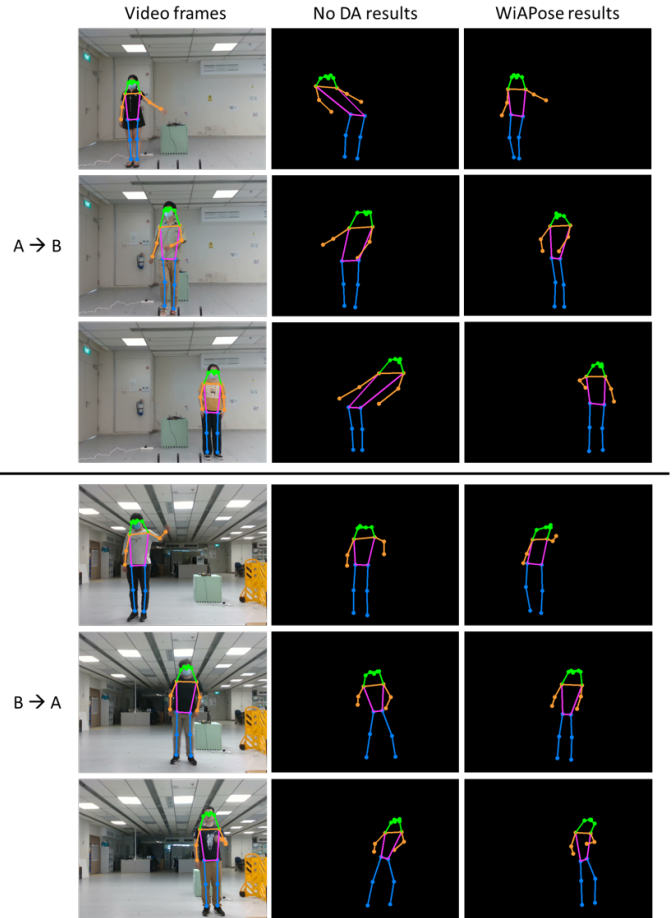 Video frames No DA results WiAPose results
A → B
B → A